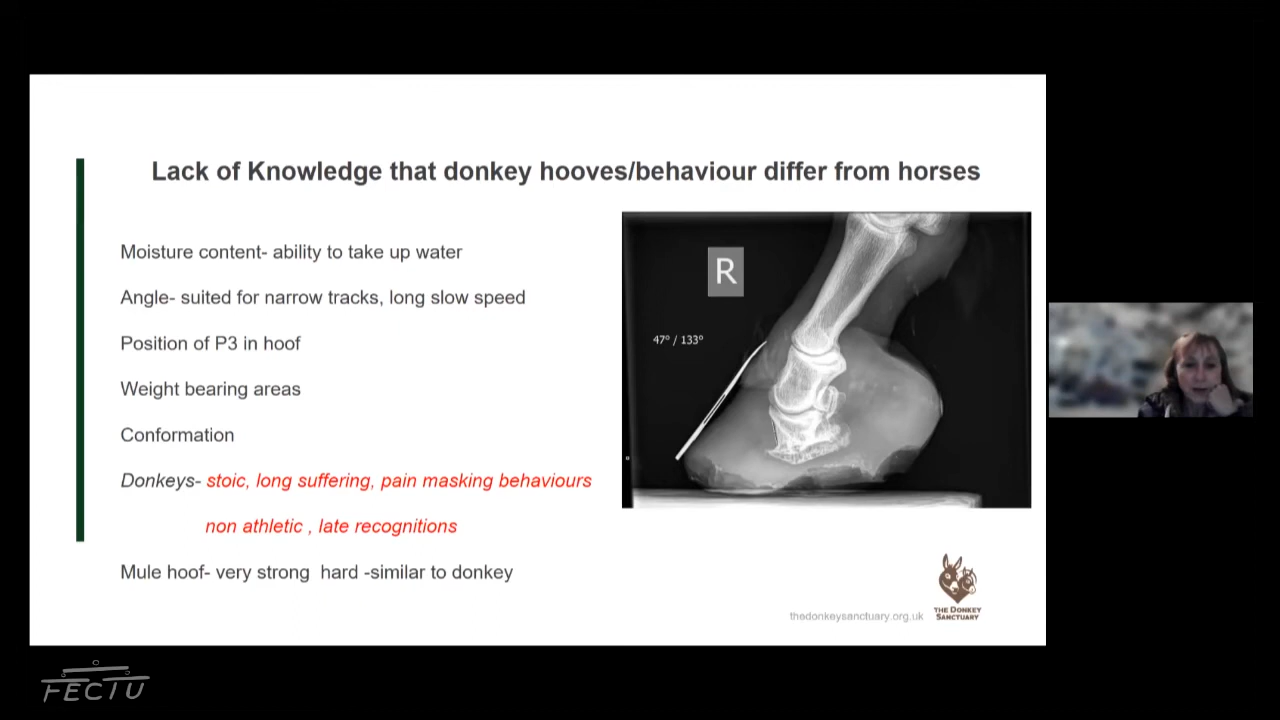 Lack of Knowledge that donkey hooves/behaviour differ from horses
Moisture content- ability to take up water
Angle- suited for narrow tracks, long slow speed
Position of P3 in hoof
Weight bearing areas
Conformation
Donkeys- stoic, long suffering, pain masking behaviours
non athletic , late recognitions
Mule hoof- very strong  hard -similar to donkey
R
47° / 133°
THE DONKEY
SANCTUARY
thedonkeysanctuary.org.uk
FECTU